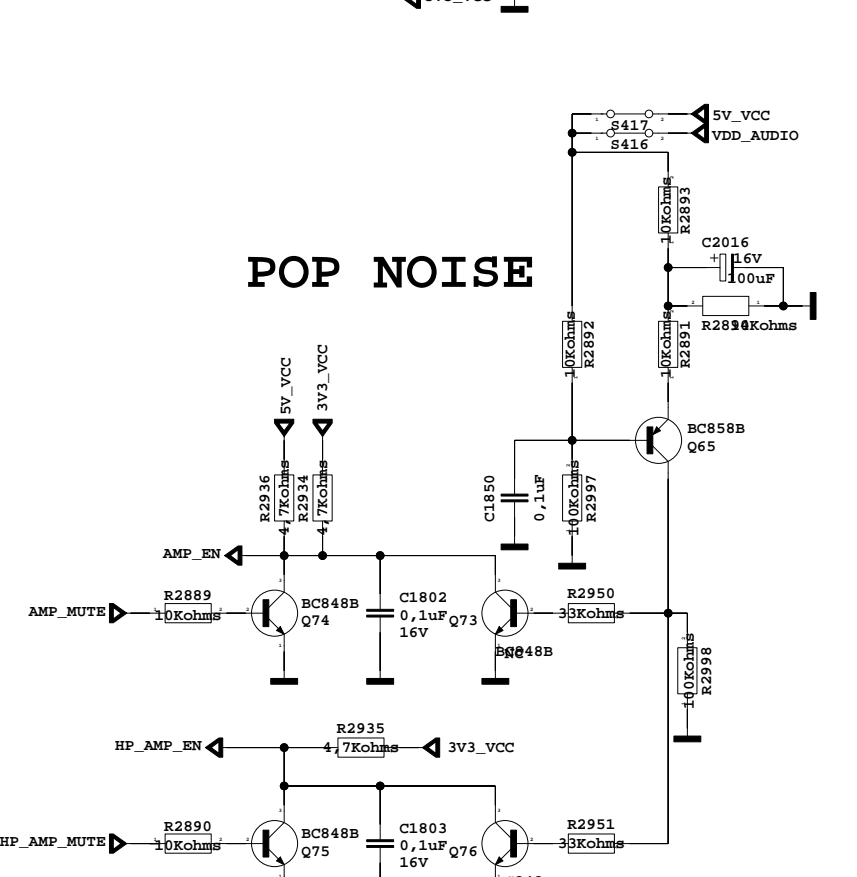 5V_VCC
S417
VDD_AUDIO
S416
10Kohms
R2893
C2016
16V
100uF
POP NOISE
R2894
10Kohms
10Kohms
R2892
10Kohms
R2891
5V_VCC
3V3_VCC
BC858B
Q65
R2936
4,7Kohms
R2934
4,7Kohms
C1850
0,1uF
100Kohms
R2997
AMP_EN
R2889
10Kohms
AMP_MUTE
BC848B
Q74
C1802
0,1uF
16V
Q73
BC848B
NC
R2950
33Kohms
100Kohms
R2998
HP_AMP_EN
R2935
4,7Kohms
3V3_VCC
R2890
10Kohms
HP_AMP_MUTE
BC848B
Q75
C1803
0,1uF
16V
Q76
R2951
33Kohms